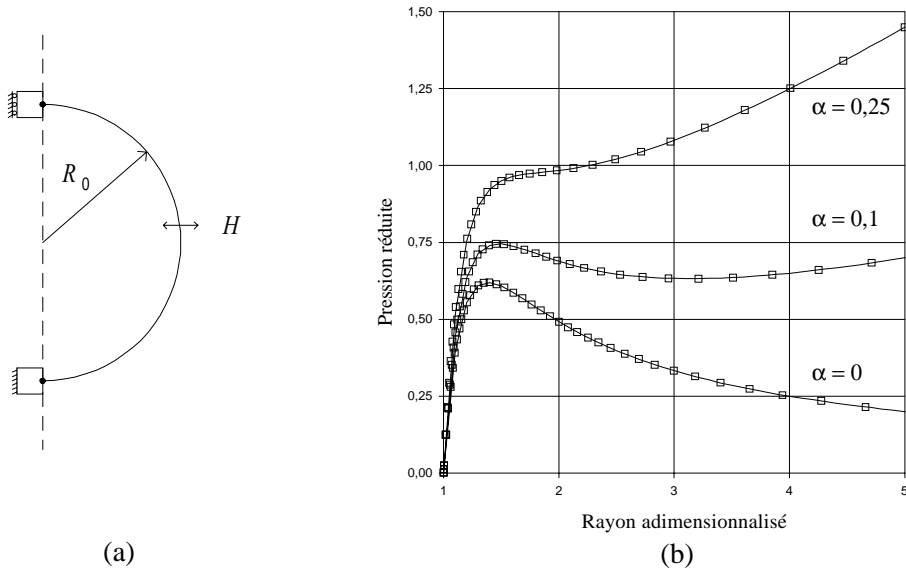 R₀
H
(a)
Pression réduite
1,50
1,25
1,00
0,75
0,50
0,25
0,00
α = 0,25
α = 0,1
α = 0
1 2 3 4 5
Rayon adimensionnalisé
(b)